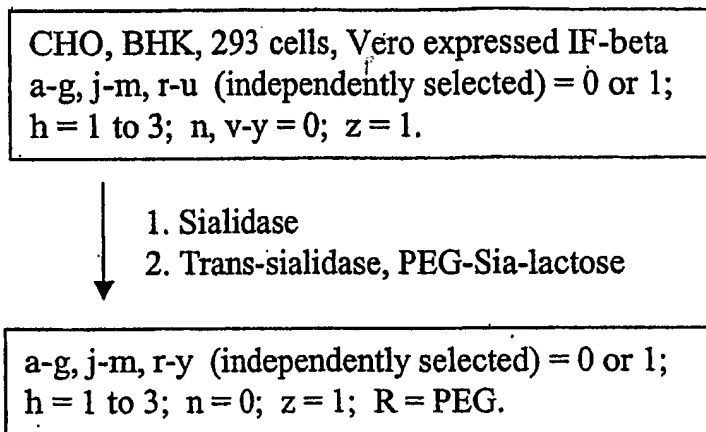 CHO, BHK, 293 cells, Vero expressed IF-beta
a-g, j-m, r-u (independently selected) = 0 or 1;
h = 1 to 3; n, v-y = 0; z = 1.
1. Sialidase
2. Trans-sialidase, PEG-Sia-lactose
a-g, j-m, r-y (independently selected) = 0 or 1;
h = 1 to 3; n = 0; z = 1; R = PEG.